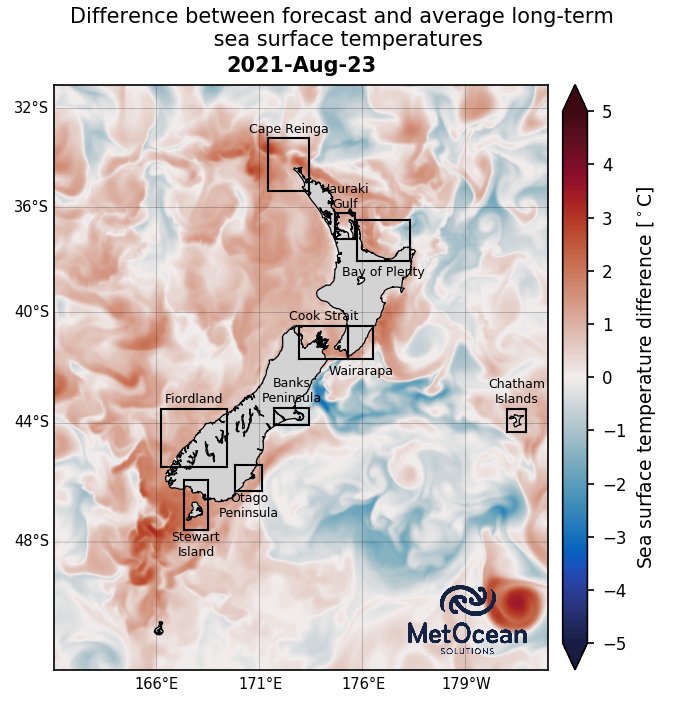 Difference between forecast and average long-term
sea surface temperatures
2021-Aug-23
32°S
36°S
40°S
44°S
48°S
Cape Reinga
Hauraki
Gulf
Bay of Plenty
Cook Strait
Wairarapa
Banks
Peninsula
Chatham
Islands
Fiordland
Otago
Peninsula
Stewart
Island
MetOcean
SOLUTIONS
166°E
171°E
176°E
179°W
5
4
3
2
1
0
−1
−2
−3
−4
−5
Sea surface temperature difference [°C]